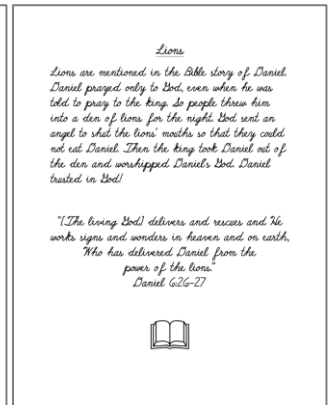 Lions
Lions are mentioned in the Bible story of Daniel.
Daniel prayed only to God, even when he was
told to pray to the king. So people threw him
into a den of lions for the night. God sent an
angel to shut the lions' mouths so that they could
not eat Daniel. Then the king took Daniel out of
the den and worshipped Daniel's God. Daniel
trusted in God!
"[The living God] delivers and rescues and He
works signs and wonders in heaven and on earth,
Who has delivered Daniel from the
power of the lions."
Daniel 6:26-27